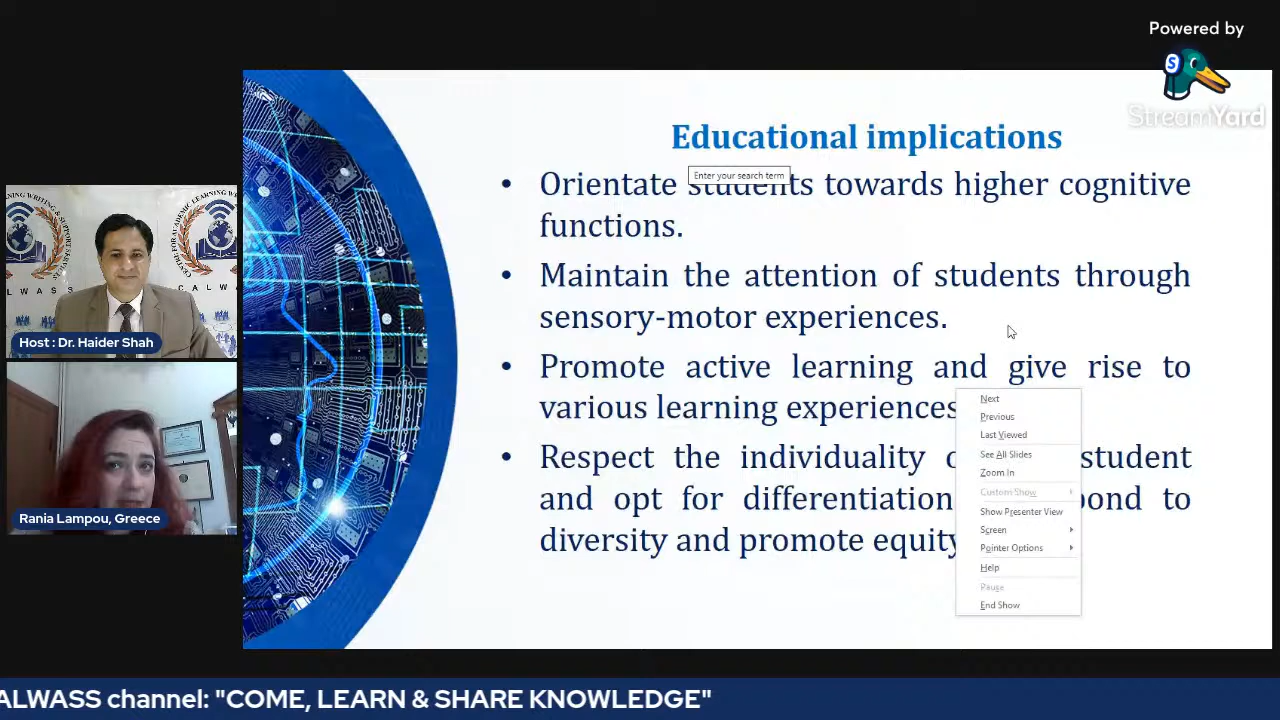 Powered by
StreamYard
Educational implications
Enter your search term
• Orientate students towards higher cognitive
functions.
• Maintain the attention of students through
sensory-motor experiences.
• Promote active learning and give rise to
various learning experiences
• Respect the individuality student
and opt for differentiation ond to
diversity and promote equity
Next
Previous
Last Viewed
See All Slides
Zoom In
Custom Show
Show Presenter View
Screen
Pointer Options
Help
Pause
End Show
CALWASS
Host : Dr. Haider Shah
Rania Lampou, Greece
ALWASS channel: "COME, LEARN & SHARE KNOWLEDGE"